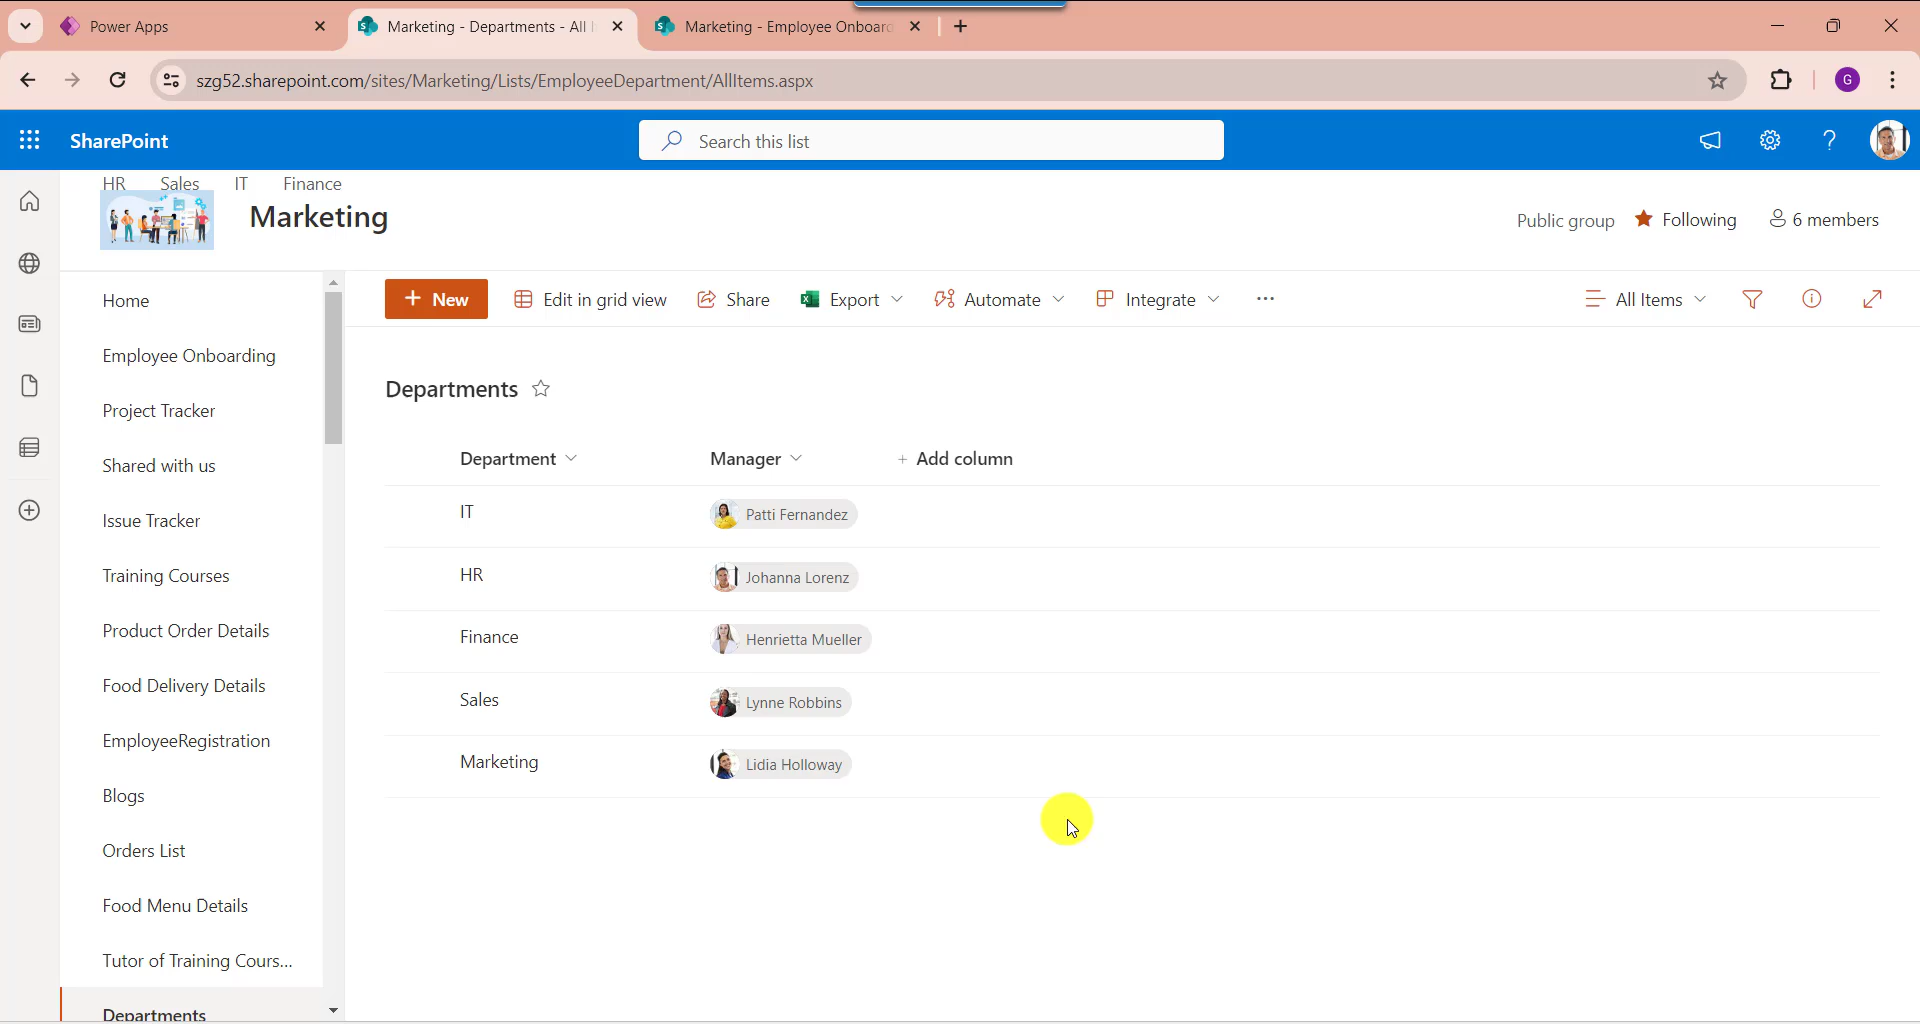 Power Apps
Marketing - Departments - All
Marketing - Employee Onboard
szg52.sharepoint.com/sites/Marketing/Lists/EmployeeDepartment/AllItems.aspx
G
SharePoint
Search this list
HR Sales IT Finance
Marketing
Public group Following 6 members
Home
Employee Onboarding
Project Tracker
Shared with us
Issue Tracker
Training Courses
Product Order Details
Food Delivery Details
EmployeeRegistration
Blogs
Orders List
Food Menu Details
Tutor of Training Cours...
Departments
+ New Edit in grid view Share Export Automate Integrate ... All Items
Departments
Department Manager + Add column
IT Patti Fernandez
HR Johanna Lorenz
Finance Henrietta Mueller
Sales Lynne Robbins
Marketing Lidia Holloway